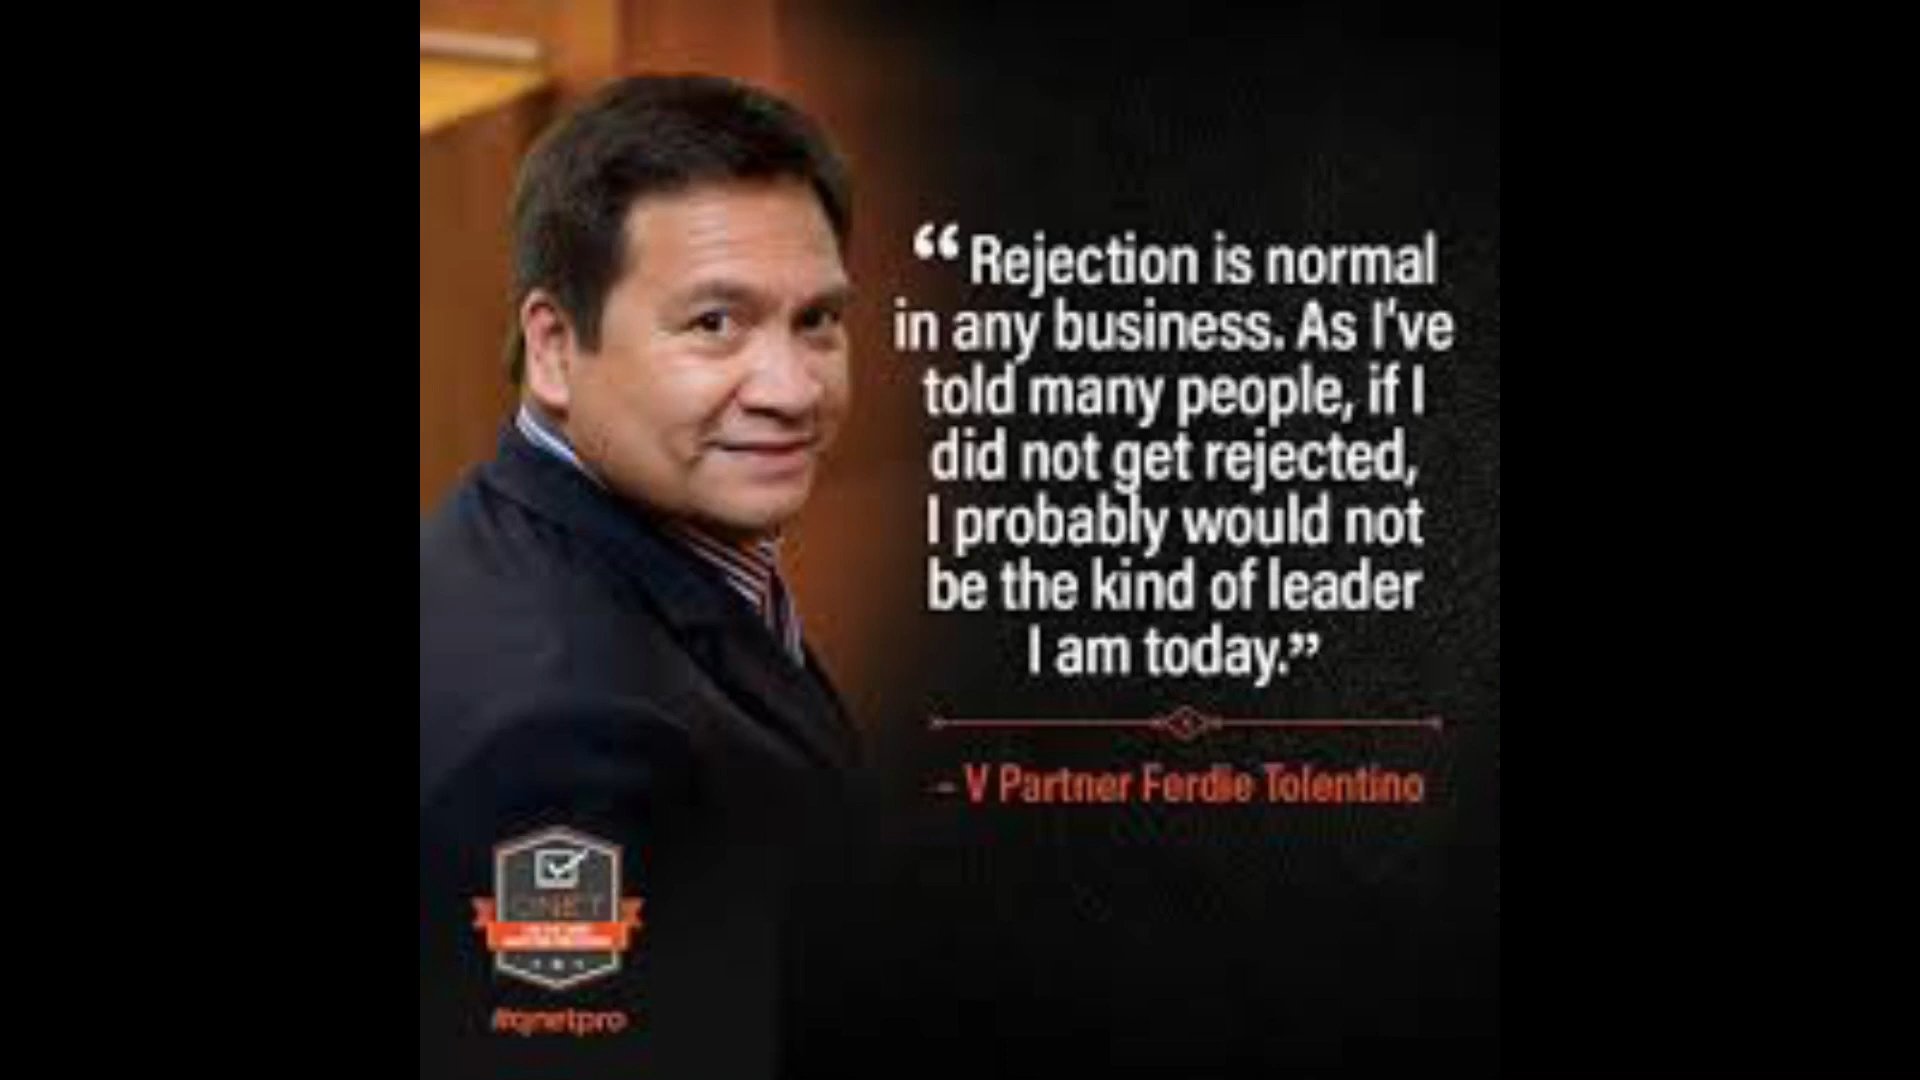 “ Rejection is normal
in any business. As I've
told many people, if I
did not get rejected,
I probably would not
be the kind of leader
I am today.”
– V Partner Ferdie Tolentino
QNET
#qnetpro